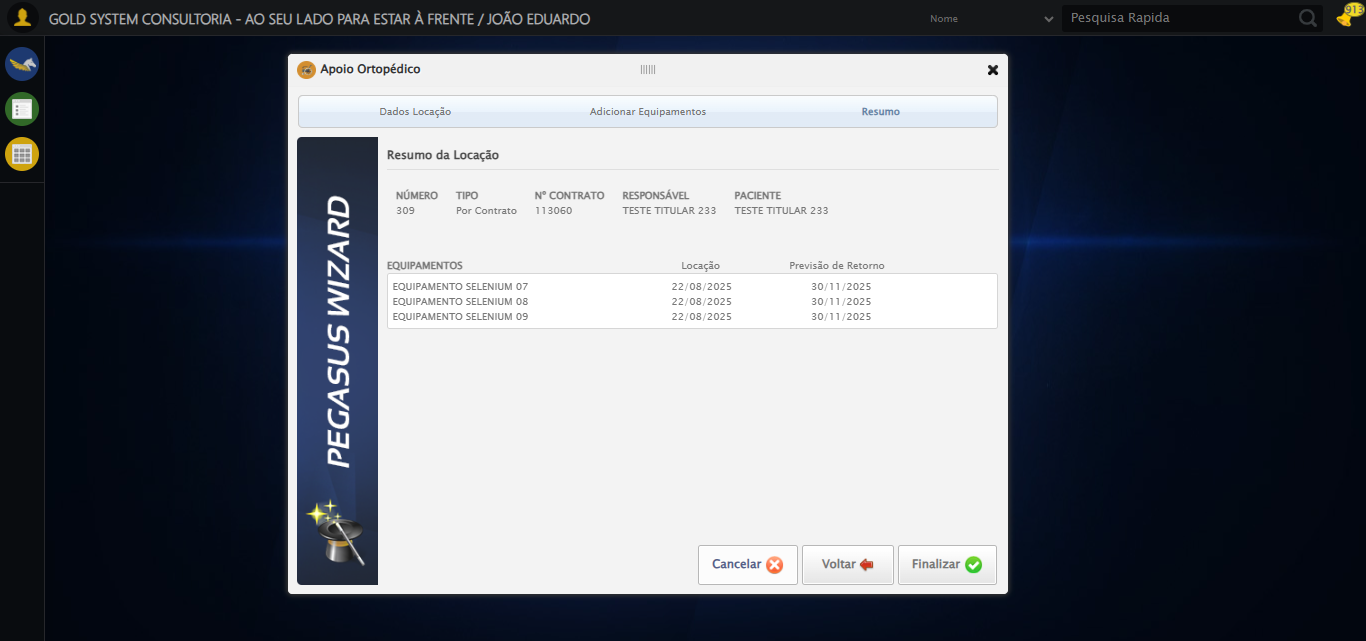 GOLD SYSTEM CONSULTORIA - AO SEU LADO PARA ESTAR À FRENTE / JOÃO EDUARDO
Nome
Pesquisa Rapida
913
Apoio Ortopédico
Dados Locação
Adicionar Equipamentos
Resumo
PEGASUS WIZARD
Resumo da Locação
NÚMERO TIPO Nº CONTRATO RESPONSÁVEL PACIENTE
309 Por Contrato 113060 TESTE TITULAR 233 TESTE TITULAR 233
EQUIPAMENTOS Locação Previsão de Retorno
EQUIPAMENTO SELENIUM 07 22/08/2025 30/11/2025
EQUIPAMENTO SELENIUM 08 22/08/2025 30/11/2025
EQUIPAMENTO SELENIUM 09 22/08/2025 30/11/2025
Cancelar
Voltar
Finalizar